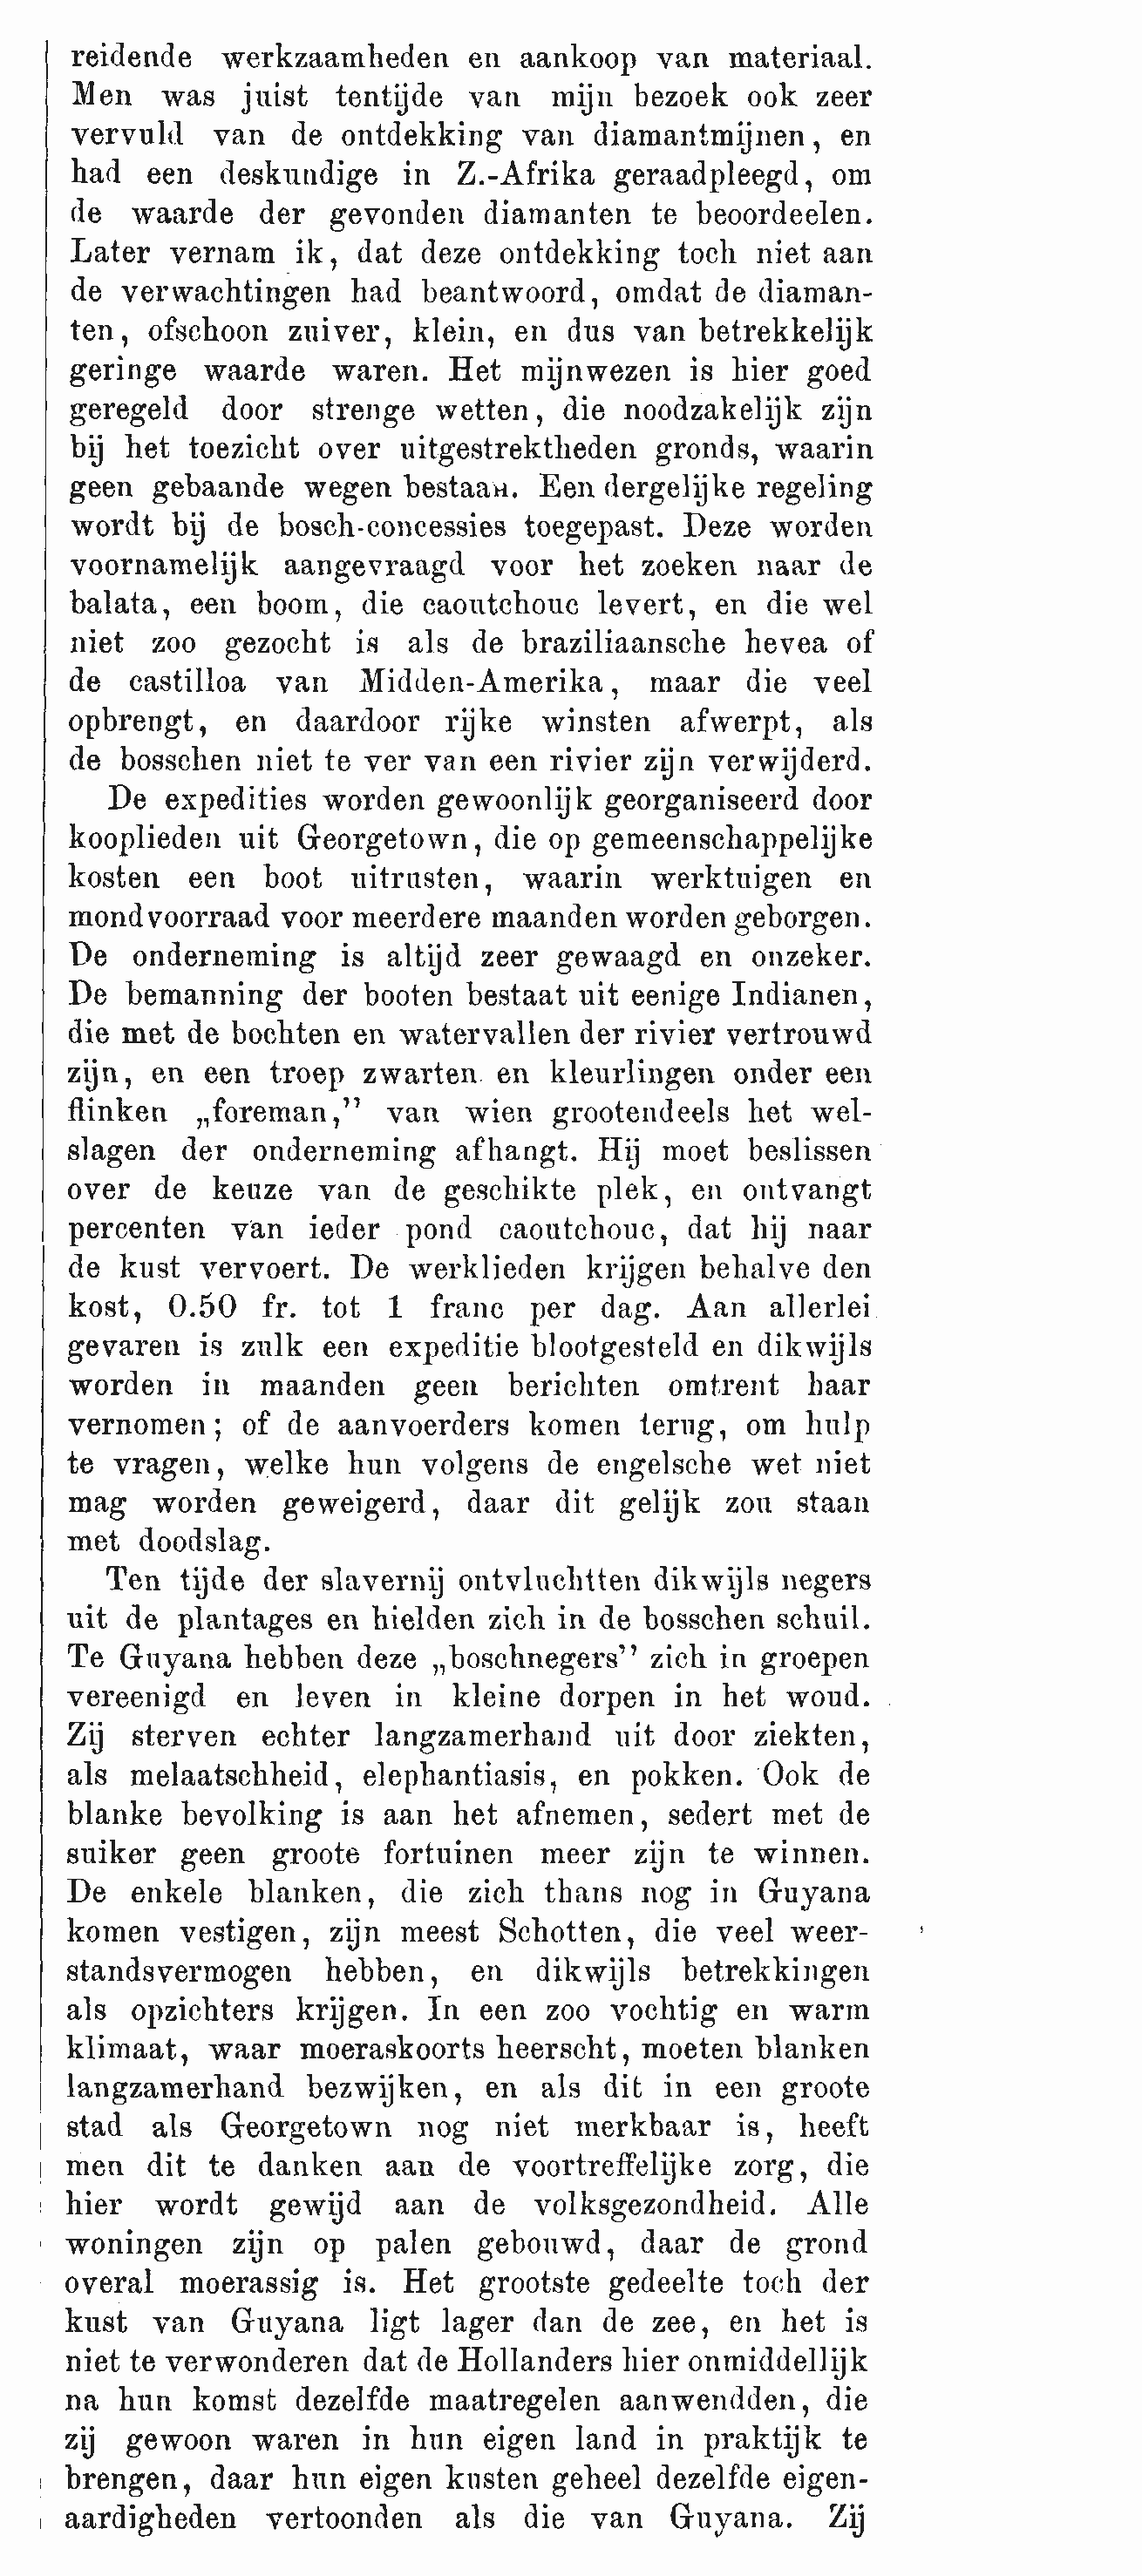 reidende werkzaamheden en aankoop van materiaal.
Men was juist tentijde van mijn bezoek ook zeer
vervuld van de ontdekking van diamantmijnen, en
had een deskundige in Z.-Afrika geraadpleegd, om
de waarde der gevonden diamanten te beoordeelen.
Later vernam ik, dat deze ontdekking toch niet aan
de verwachtingen had beantwoord, omdat de diaman-
ten, ofschoon zuiver, klein, en dus van betrekkelijk
geringe waarde waren. Het mijnwezen is hier goed
geregeld door strenge wetten, die noodzakelijk zijn
bij het toezicht over uitgestrektheden gronds, waarin
geen gebaande wegen bestaan. Een dergelijke regeling
wordt bij de bosch-concessies toegepast. Deze worden
voornamelijk aangevraagd voor het zoeken naar de
balata, een boom, die caoutchouc levert, en die wel
niet zoo gezocht is als de braziliaansche hevea of
de castilloa van Midden-Amerika, maar die veel
opbrengt, en daardoor rijke winsten afwerpt, als
de bosschen niet te ver van een rivier zijn verwijderd.
De expedities worden gewoonlijk georganiseerd door
kooplieden uit Georgetown, die op gemeenschappelijke
kosten een boot uitrusten, waarin werktuigen en
mondvoorraad voor meerdere maanden worden geborgen.
De onderneming is altijd zeer gewaagd en onzeker.
De bemanning der booten bestaat uit eenige Indianen,
die met de bochten en watervallen der rivier vertrouwd
zijn, en een troep zwarten en kleurlingen onder een
flinken „foreman,” van wien grootendeels het wel-
slagen der onderneming afhangt. Hij moet beslissen
over de keuze van de geschikte plek, en ontvangt
percenten van ieder pond caoutchouc, dat hij naar
de kust vervoert. De werklieden krijgen behalve den
kost, 0.50 fr. tot 1 franc per dag. Aan allerlei
gevaren is zulk een expeditie blootgesteld en dikwijls
worden in maanden geen berichten omtrent haar
vernomen; of de aanvoerders komen terug, om hulp
te vragen, welke hun volgens de engelsche wet niet
mag worden geweigerd, daar dit gelijk zou staan
met doodslag.
Ten tijde der slavernij ontvluchtten dikwijls negers
uit de plantages en hielden zich in de bosschen schuil.
Te Guyana hebben deze „boschnegers” zich in groepen
vereenigd en leven in kleine dorpen in het woud.
Zij sterven echter langzamerhand uit door ziekten,
als melaatschheid, elephantiasis, en pokken. Ook de
blanke bevolking is aan het afnemen, sedert met de
suiker geen groote fortuinen meer zijn te winnen.
De enkele blanken, die zich thans nog in Guyana
komen vestigen, zijn meest Schotten, die veel weer-
standsvermogen hebben, en dikwijls betrekkingen
als opzichters krijgen. In een zoo vochtig en warm
klimaat, waar moeraskoorts heerscht, moeten blanken
langzamerhand bezwijken, en als dit in een groote
stad als Georgetown nog niet merkbaar is, heeft
men dit te danken aan de voortreffelijke zorg, die
hier wordt gewijd aan de volksgezondheid. Alle
woningen zijn op palen gebouwd, daar de grond
overal moerassig is. Het grootste gedeelte toch der
kust van Guyana ligt lager dan de zee, en het is
niet te verwonderen dat de Hollanders hier onmiddellijk
na hun komst dezelfde maatregelen aanwendden, die
zij gewoon waren in hun eigen land in praktijk te
brengen, daar hun eigen kusten geheel dezelfde eigen-
aardigheden vertoonden als die van Guyana. Zij